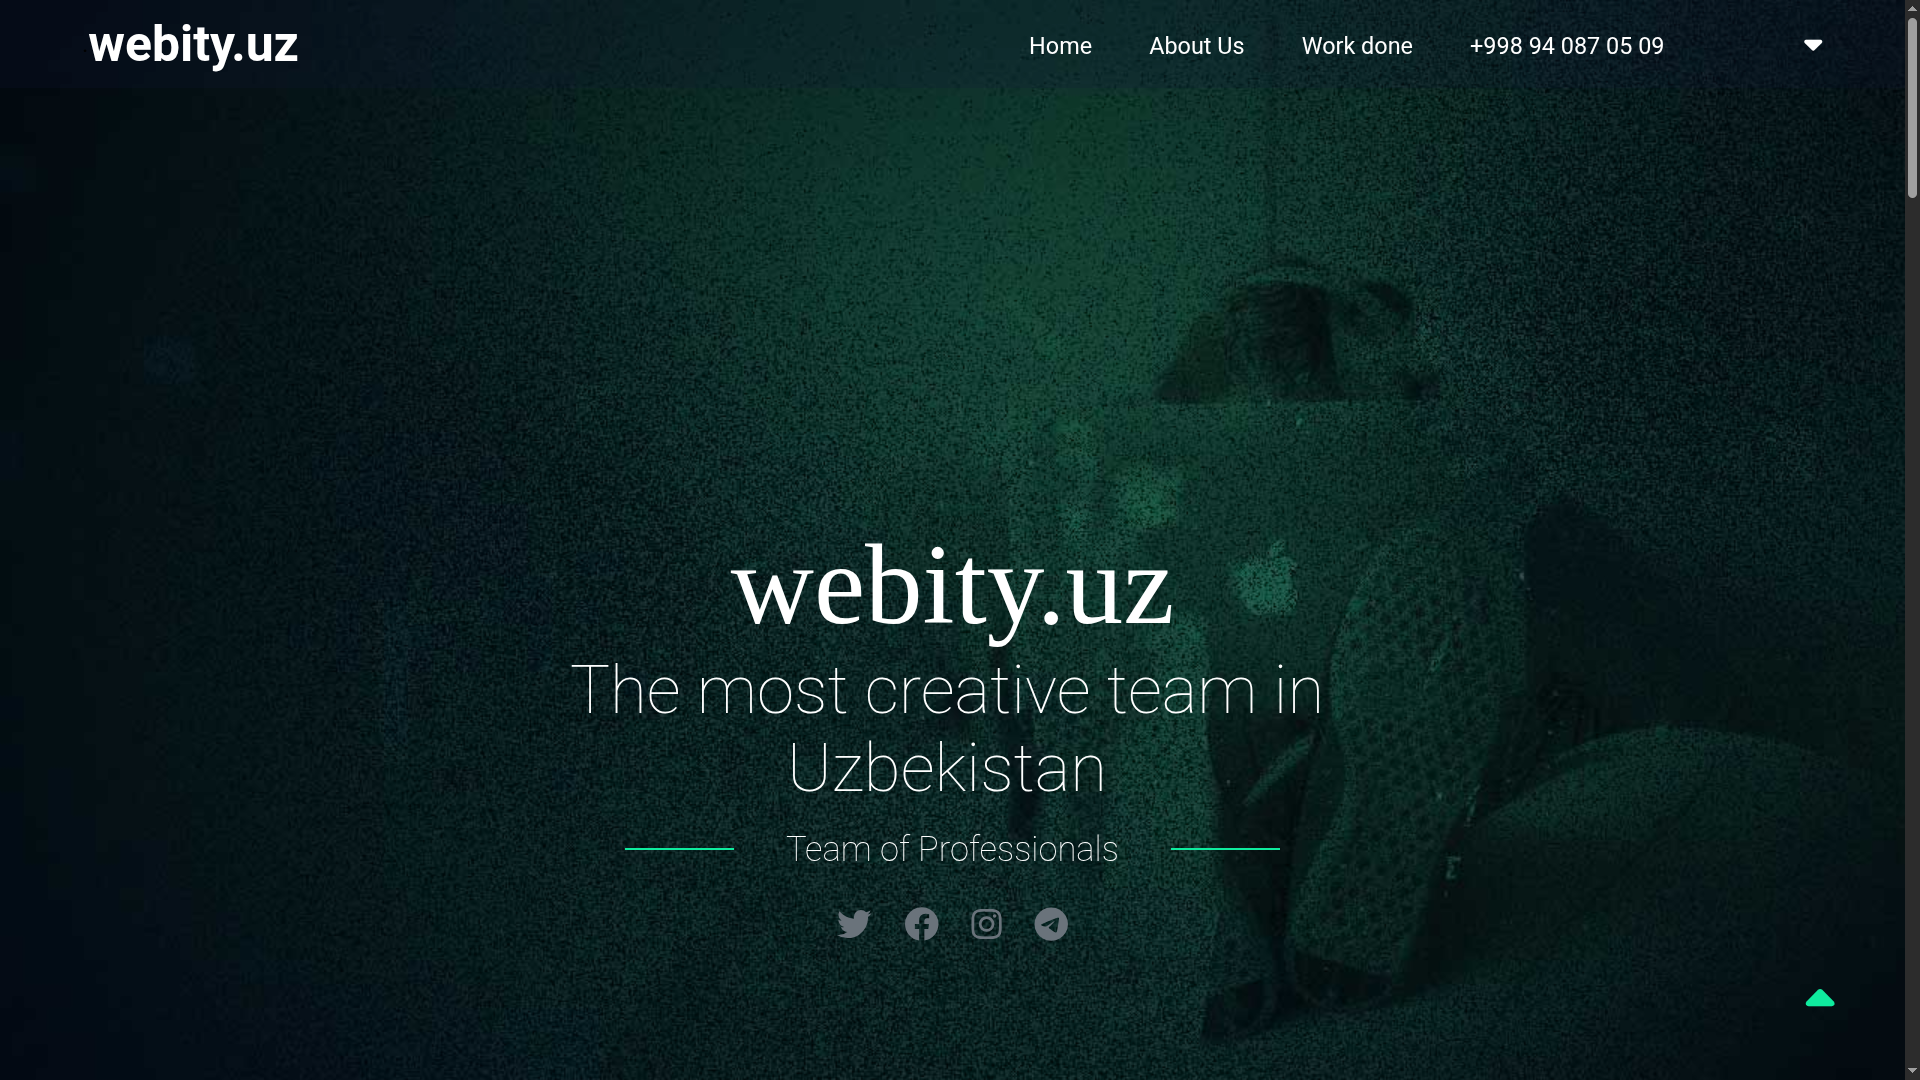 webity.uz
Home
About Us
Work done
+998 94 087 05 09
webity.uz
The most creative team in
Uzbekistan
Team of Professionals